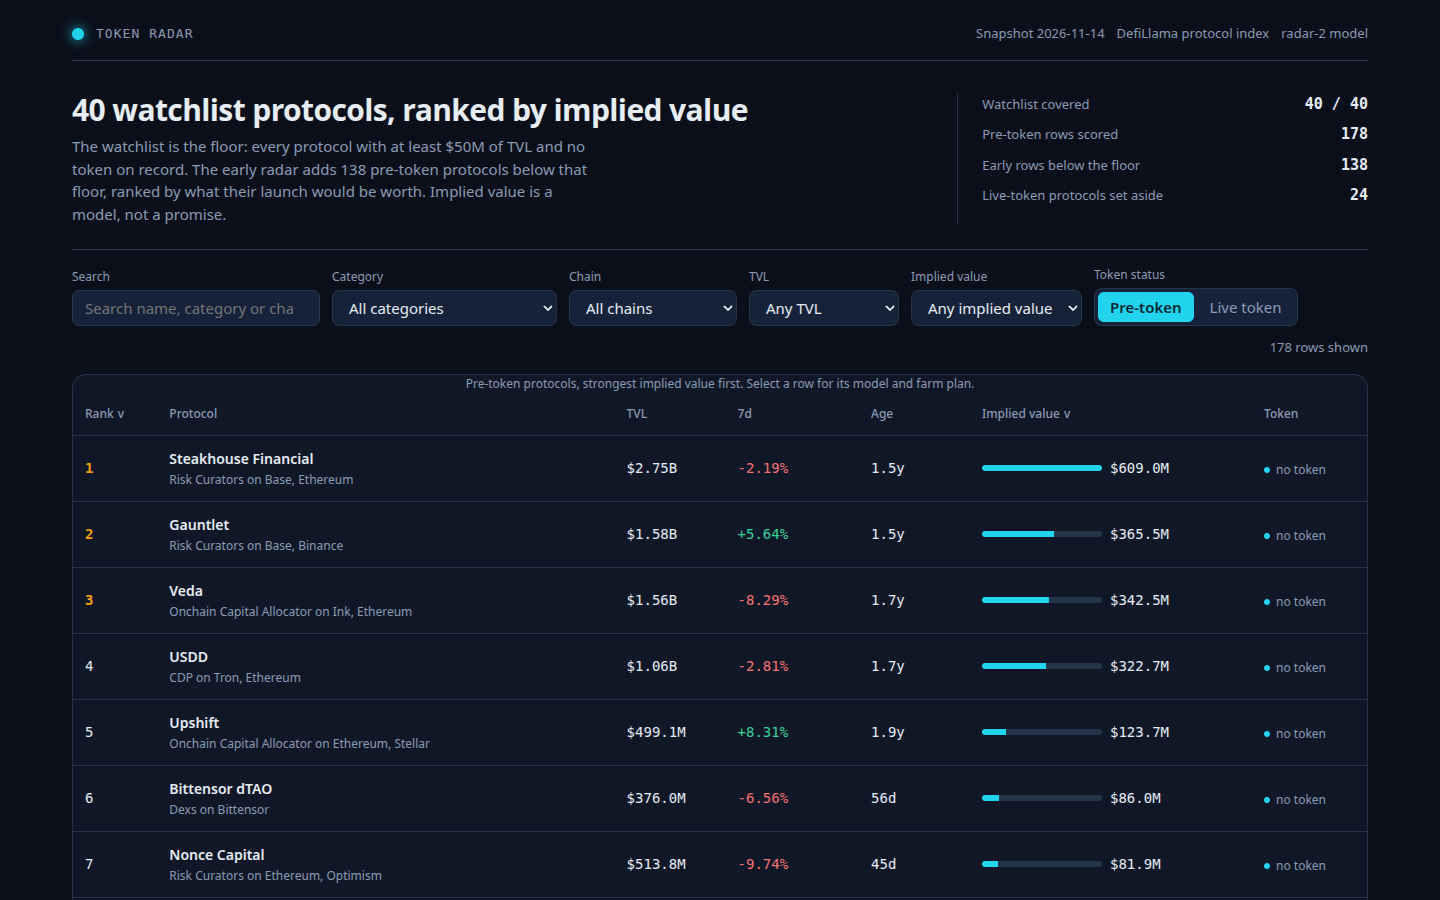 TOKEN RADAR
Snapshot 2026-11-14 DefiLlama protocol index radar-2 model
40 watchlist protocols, ranked by implied value
The watchlist is the floor: every protocol with at least $50M of TVL and no
token on record. The early radar adds 138 pre-token protocols below that
floor, ranked by what their launch would be worth. Implied value is a
model, not a promise.
Watchlist covered 40 / 40
Pre-token rows scored 178
Early rows below the floor 138
Live-token protocols set aside 24
Search Category Chain TVL Implied value Token status
Search name, category or cha All categories All chains Any TVL Any implied value Pre-token Live token
178 rows shown
Pre-token protocols, strongest implied value first. Select a row for its model and farm plan.
Rank v Protocol TVL 7d Age Implied value v Token
1 Steakhouse Financial $2.75B -2.19% 1.5y $609.0M no token
Risk Curators on Base, Ethereum
2 Gauntlet $1.58B +5.64% 1.5y $365.5M no token
Risk Curators on Base, Binance
3 Veda $1.56B -8.29% 1.7y $342.5M no token
Onchain Capital Allocator on Ink, Ethereum
4 USDD $1.06B -2.81% 1.7y $322.7M no token
CDP on Tron, Ethereum
5 Upshift $499.1M +8.31% 1.9y $123.7M no token
Onchain Capital Allocator on Ethereum, Stellar
6 Bittensor dTAO $376.0M -6.56% 56d $86.0M no token
Dexs on Bittensor
7 Nonce Capital $513.8M -9.74% 45d $81.9M no token
Risk Curators on Ethereum, Optimism